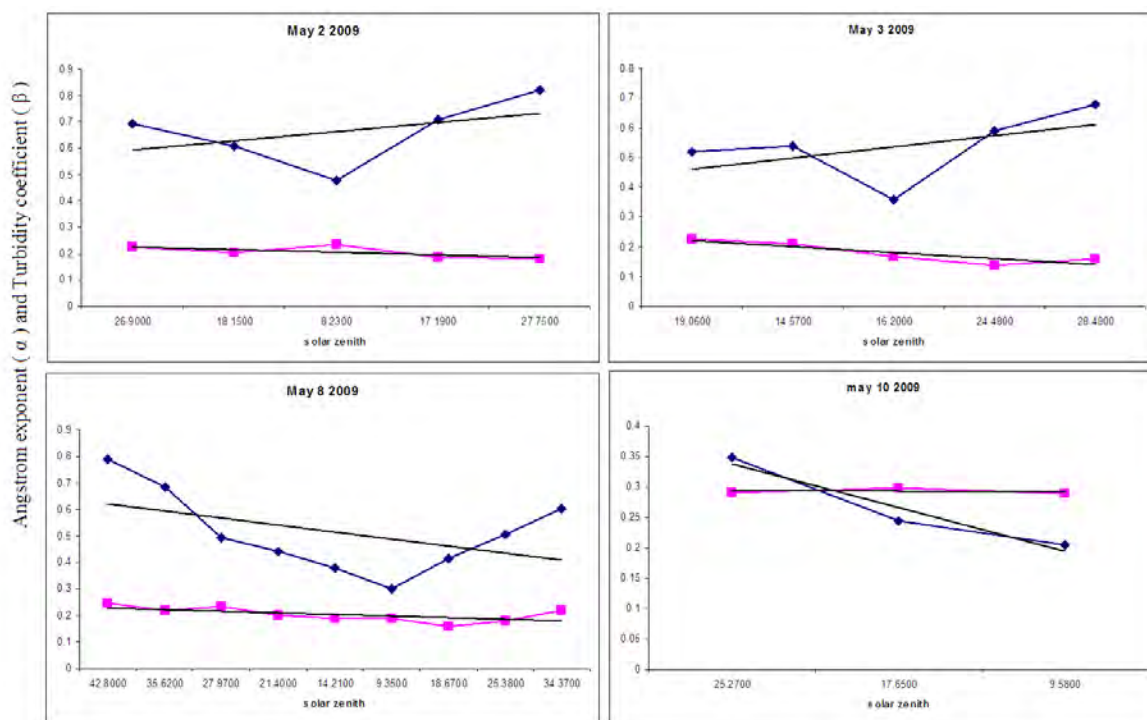 Angstrom exponent ( α ) and Turbidity coefficient ( β )
May 2 2009
0.9
0.8
0.7
0.6
0.5
0.4
0.3
0.2
0.1
0
26.9000 18.1500 8.2300 17.1900 27.7500
solar zenith
May 3 2009
0.8
0.7
0.6
0.5
0.4
0.3
0.2
0.1
0
19.0600 14.5700 16.2000 24.4800 28.4900
solar zenith
May 8 2009
0.9
0.8
0.7
0.6
0.5
0.4
0.3
0.2
0.1
0
42.8000 35.6200 27.9700 21.4000 14.2100 9.3500 18.6700 25.3800 34.3700
solar zenith
may 10 2009
0.4
0.35
0.3
0.25
0.2
0.15
0.1
0.05
0
25.2700 17.6500 9.5800
solar zenith